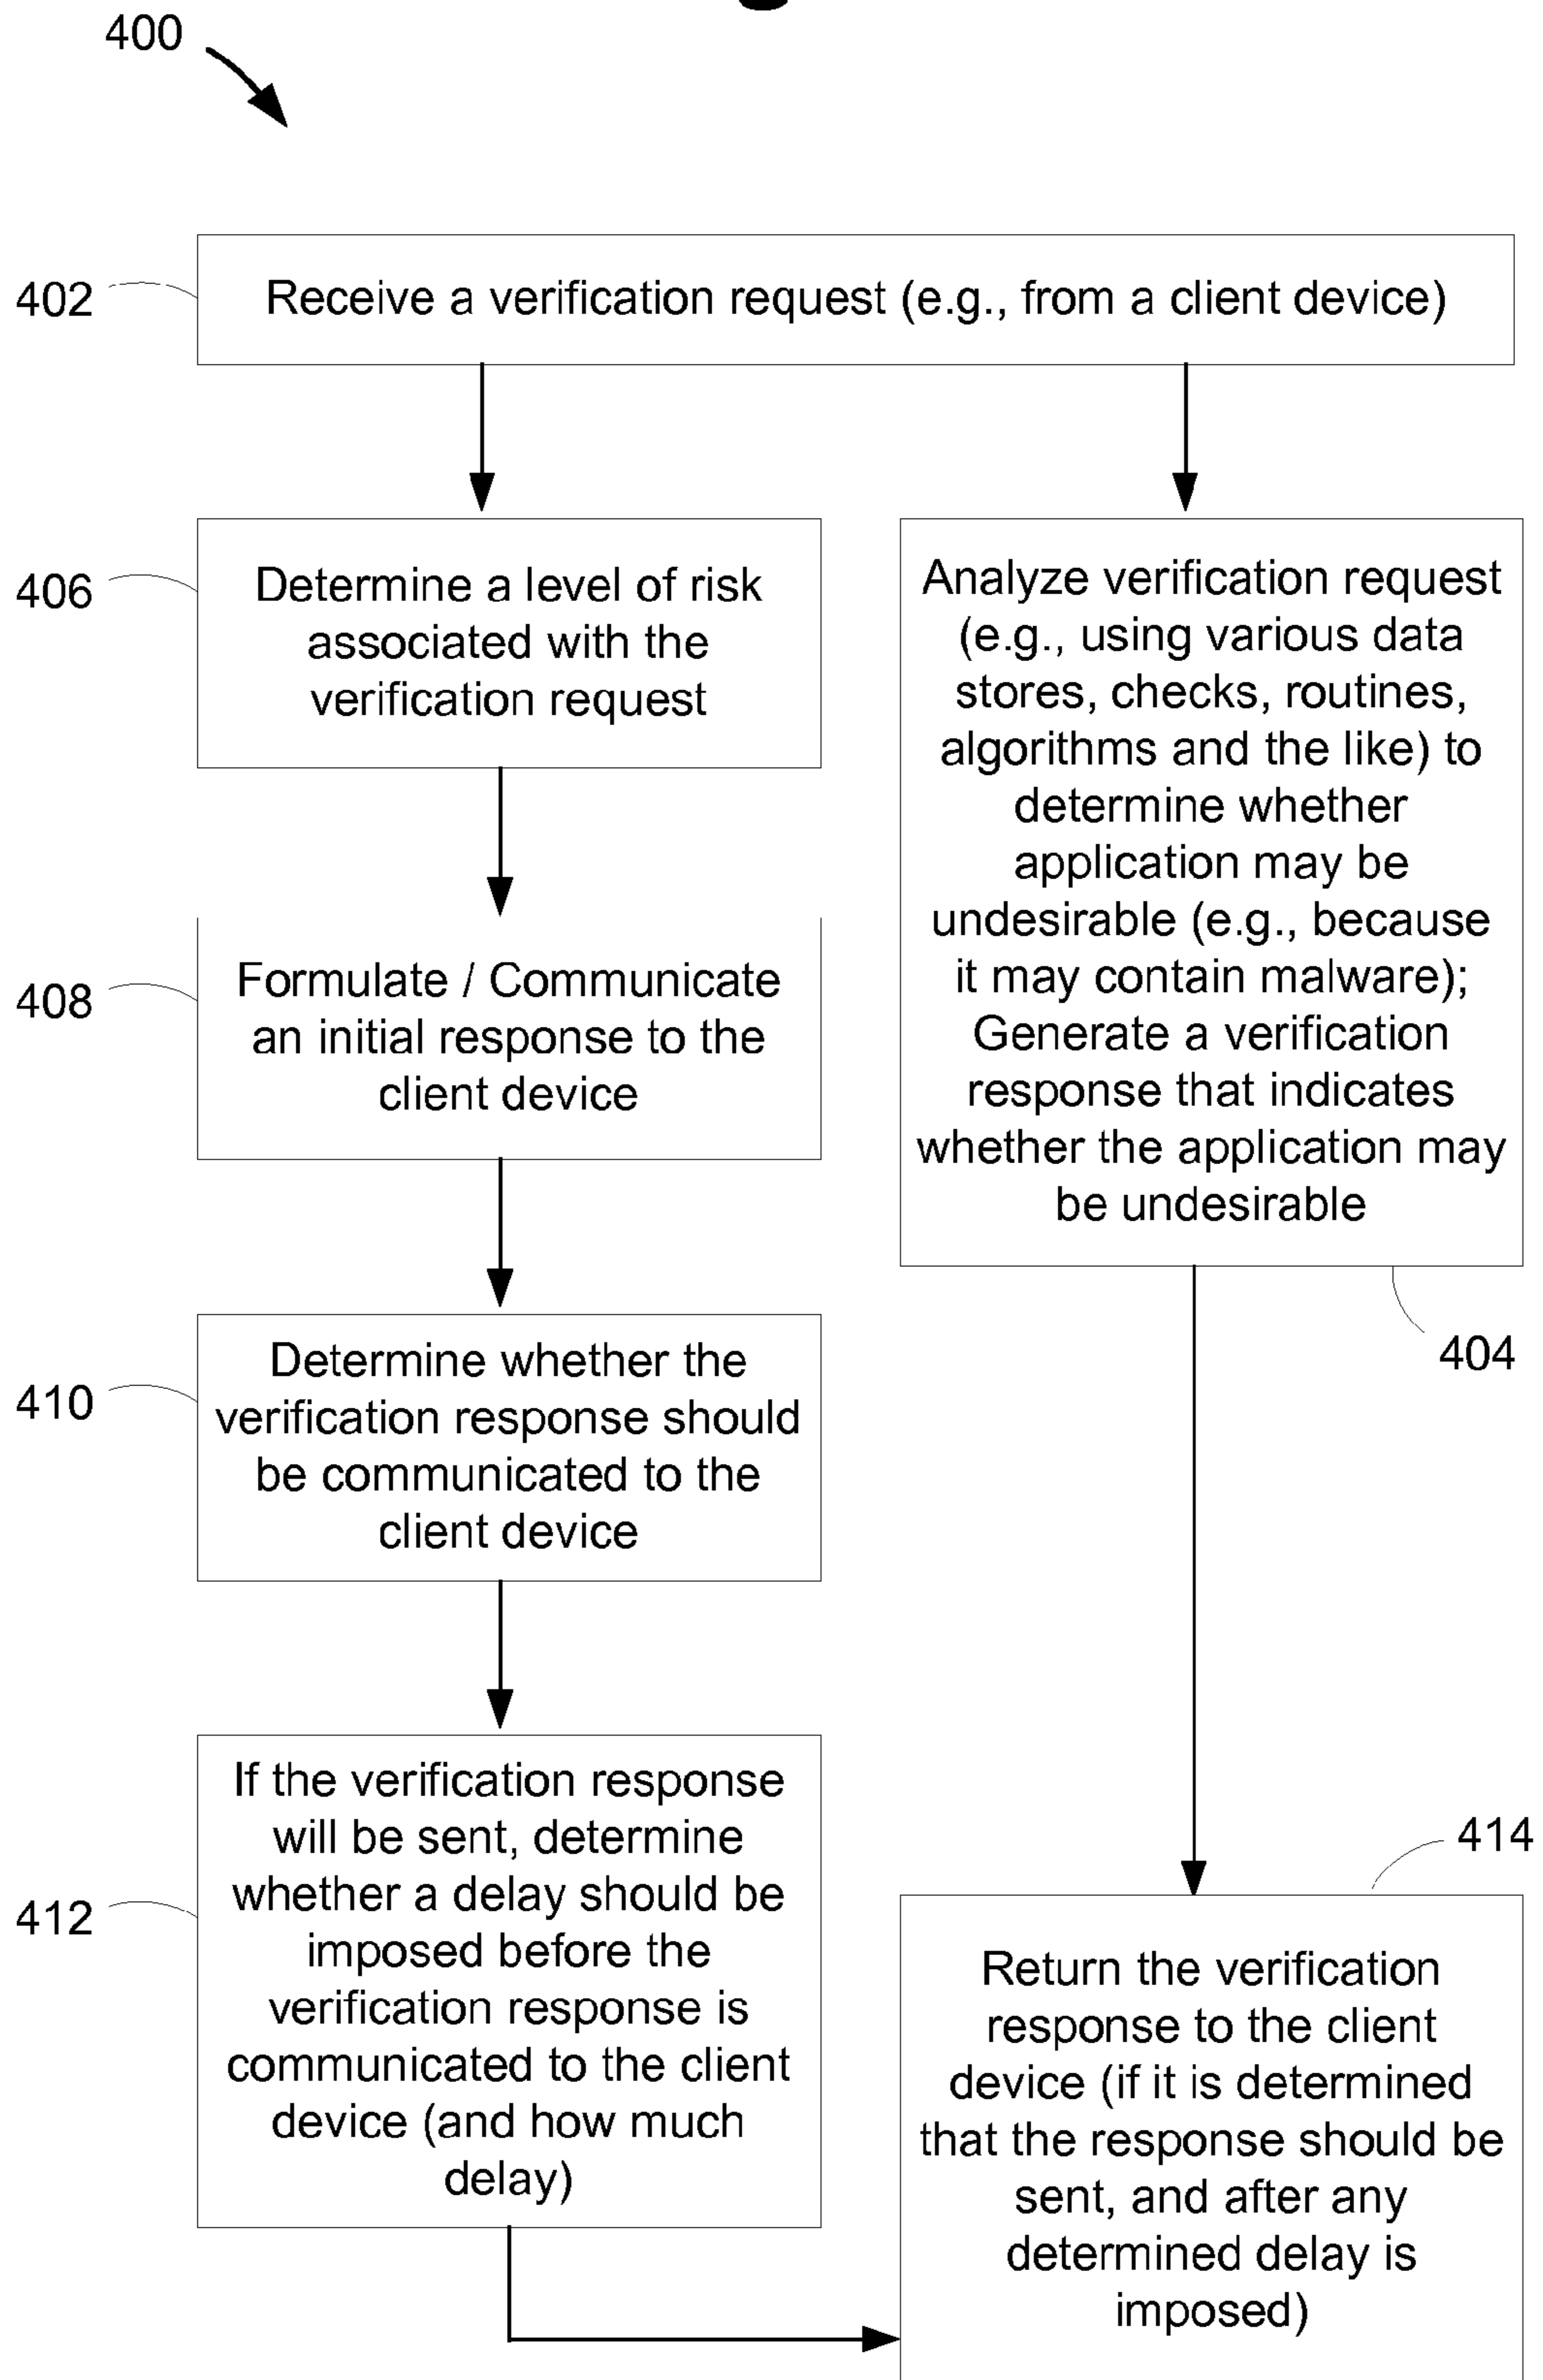 400
402
Receive a verification request (e.g., from a client device)
406
Determine a level of risk
associated with the
verification request
Analyze verification request
(e.g., using various data
stores, checks, routines,
algorithms and the like) to
determine whether
application may be
undesirable (e.g., because
it may contain malware);
Generate a verification
response that indicates
whether the application may
be undesirable
404
408
Formulate / Communicate
an initial response to the
client device
410
Determine whether the
verification response should
be communicated to the
client device
412
If the verification response
will be sent, determine
whether a delay should be
imposed before the
verification response is
communicated to the client
device (and how much
delay)
414
Return the verification
response to the client
device (if it is determined
that the response should be
sent, and after any
determined delay is
imposed)